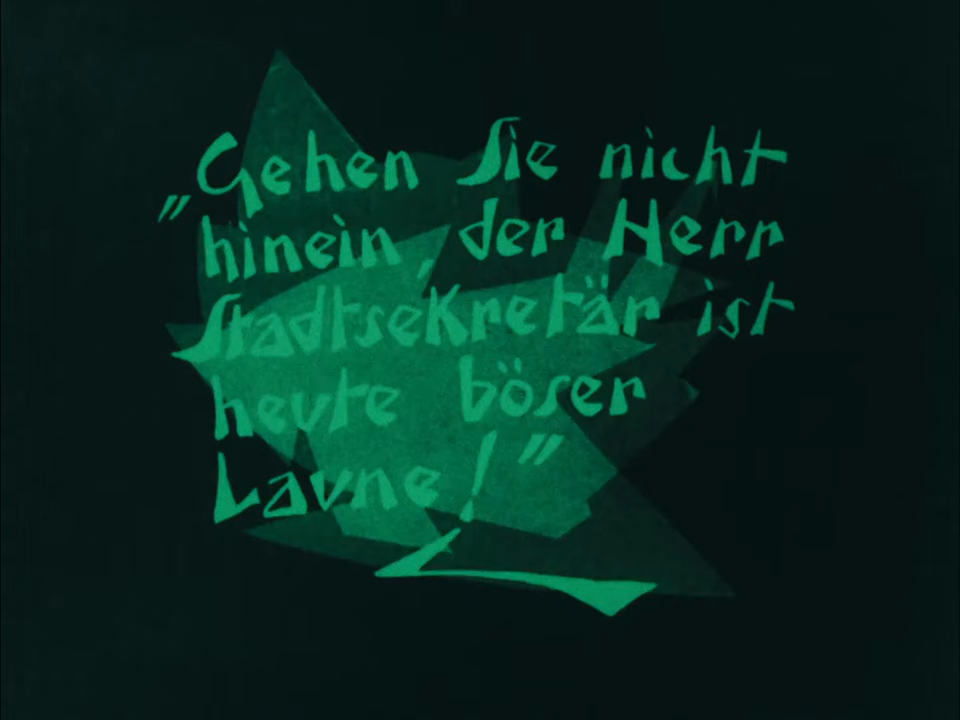 „Gehen Sie nicht
hinein, der Herr
Stadtsekretär ist
heute böser
Laune!”